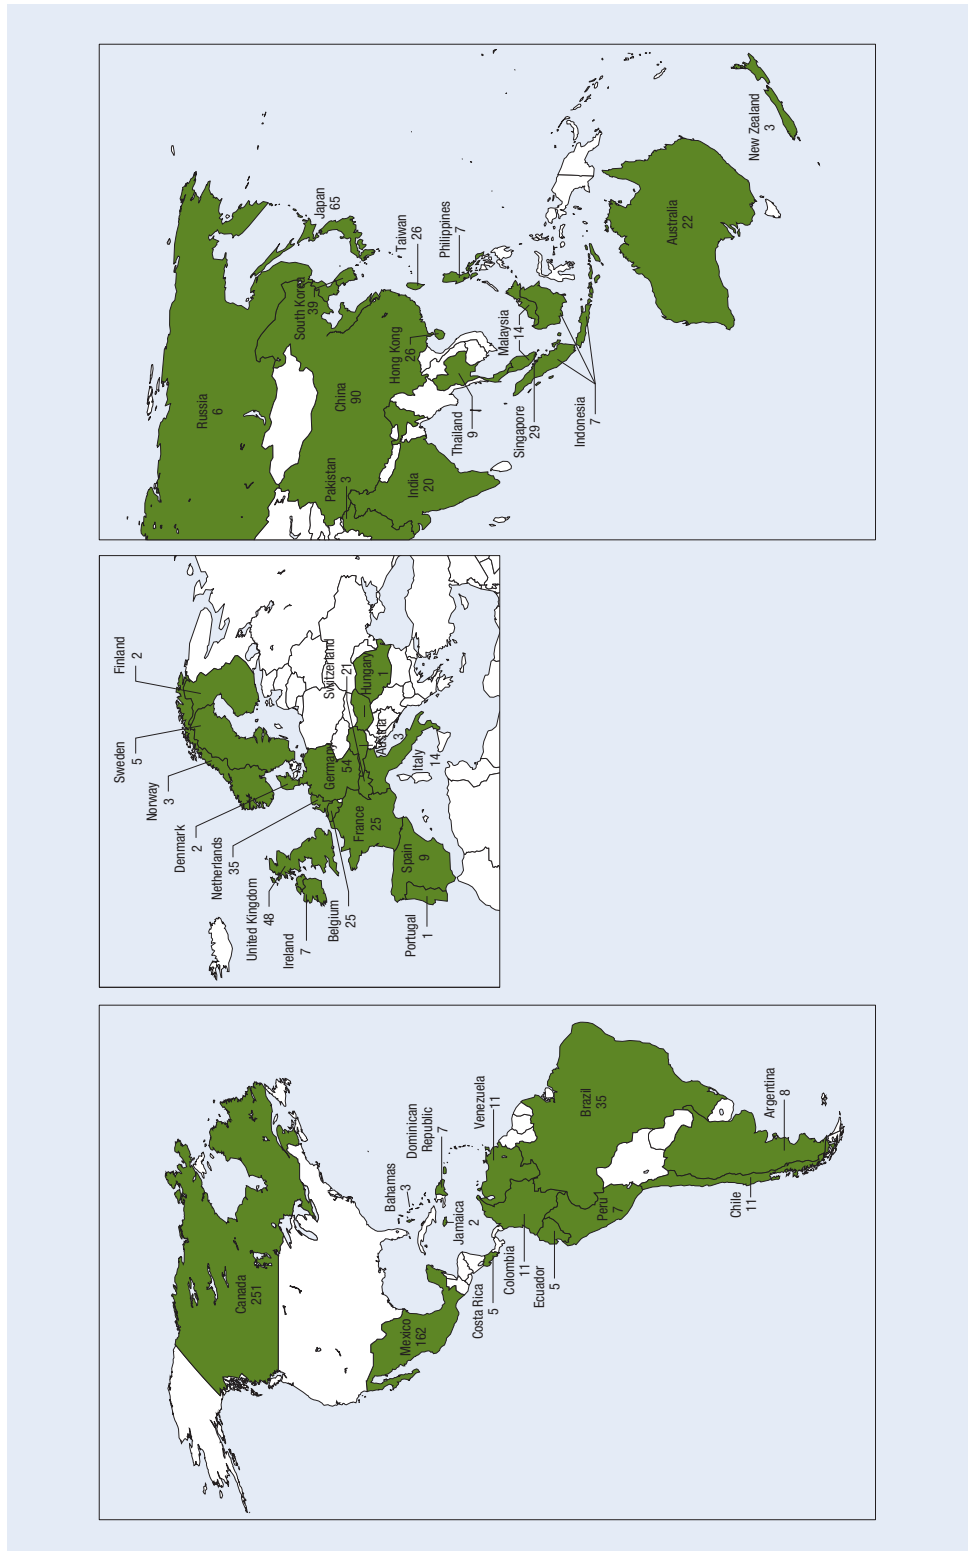 Canada
251
Mexico
162
Bahamas
3
Dominican
Republic
7
Jamaica
2
Costa Rica
5
Colombia
11
Ecuador
5
Venezuela
11
Peru
7
Brazil
35
Chile
11
Argentina
8
Finland
2
Sweden
5
Norway
3
Denmark
2
Netherlands
35
United Kingdom
48
Ireland
7
Belgium
25
Portugal
1
Spain
9
France
25
Germany
54
Switzerland
21
Austria
3
Hungary
1
Italy
14
Russia
6
Japan
65
South Korea
39
China
90
Taiwan
26
Hong Kong
26
Philippines
7
Pakistan
3
India
20
Thailand
9
Malaysia
14
Singapore
29
Indonesia
7
Australia
22
New Zealand
3